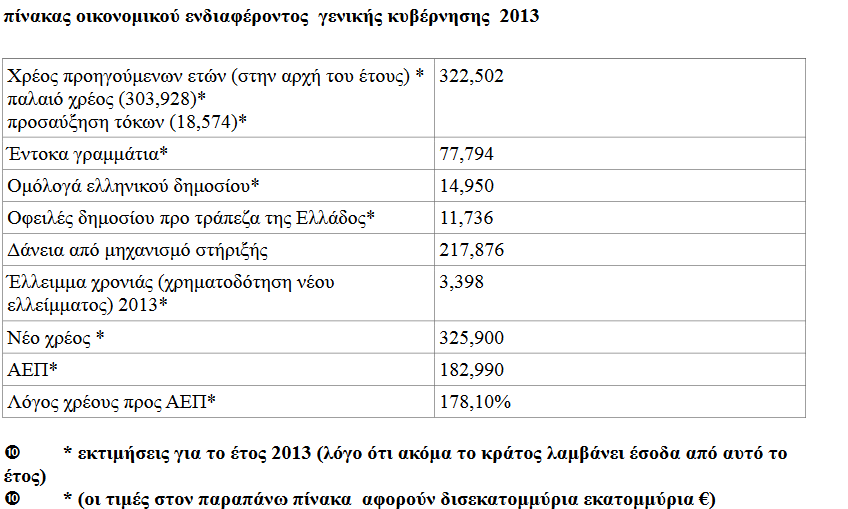 πίνακας οικονομικού ενδιαφέροντος γενικής κυβέρνησης 2013
Χρέος προηγούμενων ετών (στην αρχή του έτους) * 322,502
παλαιό χρέος (303,928)*
προσαύξηση τόκων (18,574)*
Έντοκα γραμμάτια* 77,794
Ομόλογά ελληνικού δημοσίου* 14,950
Οφειλές δημοσίου προ τράπεζα της Ελλάδος* 11,736
Δάνεια από μηχανισμό στήριξής 217,876
Έλλειμμα χρονιάς (χρηματοδότηση νέου 3,398
ελλείμματος) 2013*
Νέο χρέος * 325,900
ΑΕΠ* 182,990
Λόγος χρέους προς ΑΕΠ* 178,10%
❿ * εκτιμήσεις για το έτος 2013 (λόγο ότι ακόμα το κράτος λαμβάνει έσοδα από αυτό το
έτος)
❿ * (οι τιμές στον παραπάνω πίνακα αφορούν δισεκατομμύρια εκατομμύρια €)